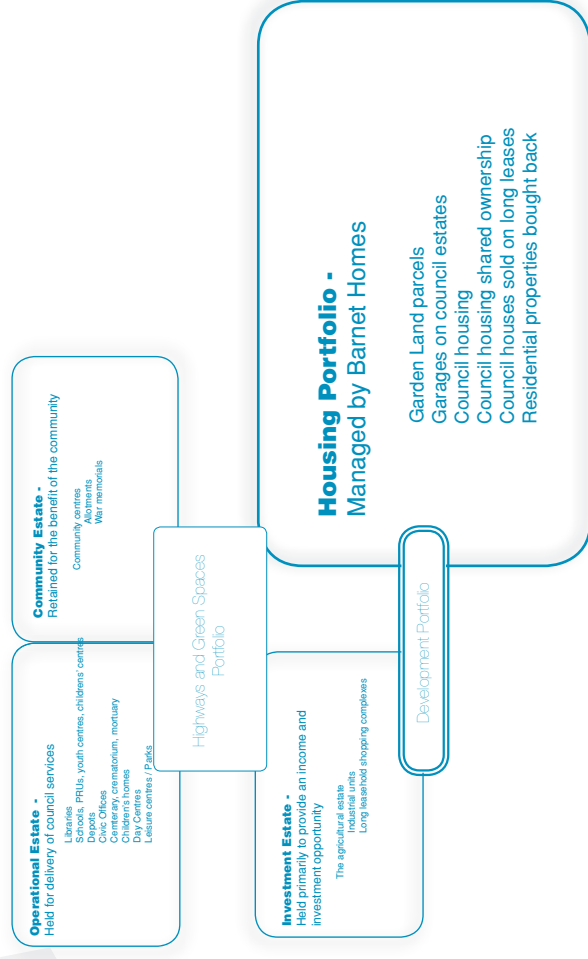 Operational Estate -
Held for delivery of council services
Libraries
Schools, PRUs, youth centres, childrens' centres
Depots
Civic Offices
Cemterary, crematorium, mortuary
Children's homes
Day Centres
Leisure centres / Parks
Community Estate -
Retained for the benefit of the community
Community centres
Allotments
War memorials
Highways and Green Spaces
Portfolio
Investment Estate -
Held primarily to provide an income and
investment opportunity
The agricultural estate
Industrial units
Long leasehold shopping complexes
Development Portfolio
Housing Portfolio -
Managed by Barnet Homes
Garden Land parcels
Garages on council estates
Council housing
Council housing shared ownership
Council houses sold on long leases
Residential properties bought back